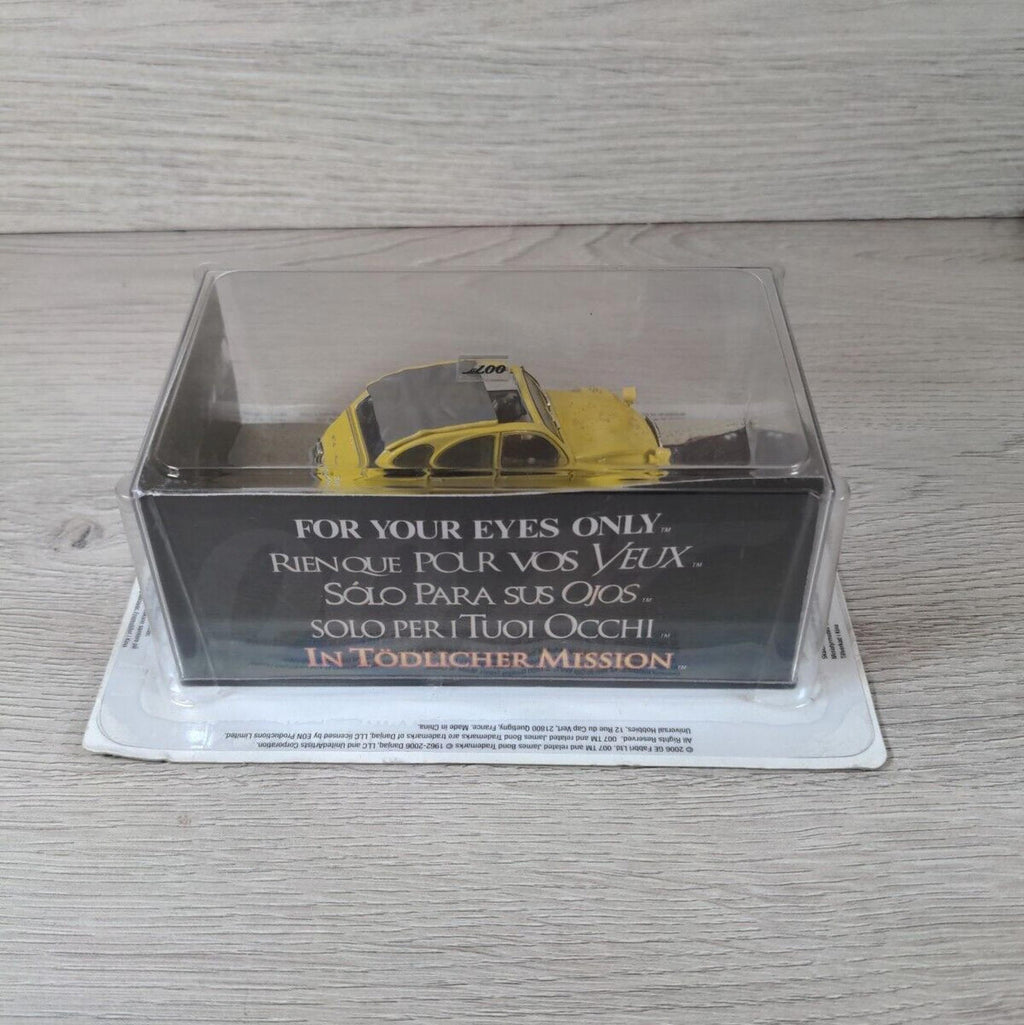 007
FOR YOUR EYES ONLY™
RIEN QUE POUR VOS YEUX™
SÓLO PARA SUS OJOS™
SOLO PER I TUOI OCCHI™
IN TÖDLICHER MISSION™
© 2006 GE Fabbri Ltd. 007 TM and related James Bond Trademarks © 1962-2006 Danjaq, LLC and United Artists Corporation.
All Rights Reserved. 007 TM and related James Bond Trademarks are trademarks of Danjaq, LLC licensed by EON Productions Limited.
Universal Hobbies, 12, Rue du Cap Vert, 21800 Quetigny, France. Made in China.